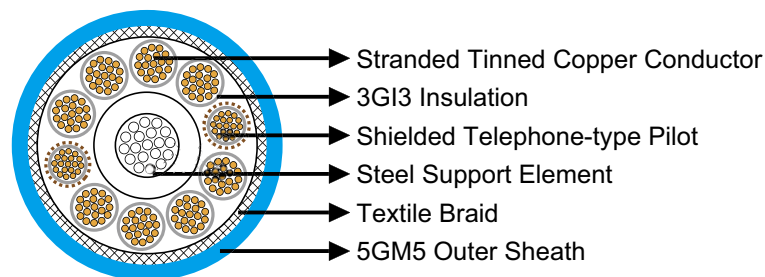 Stranded Tinned Copper Conductor
3GI3 Insulation
Shielded Telephone-type Pilot
Steel Support Element
Textile Braid
5GM5 Outer Sheath